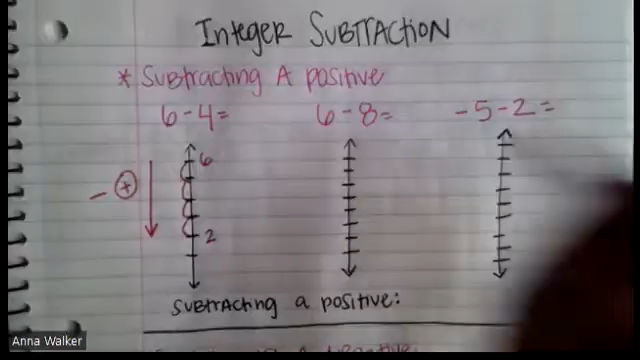 Integer Subtraction
* Subtracting A positive
6-4= 6-8= -5-2=
6
- +
2
Subtracting a positive:
Anna Walker